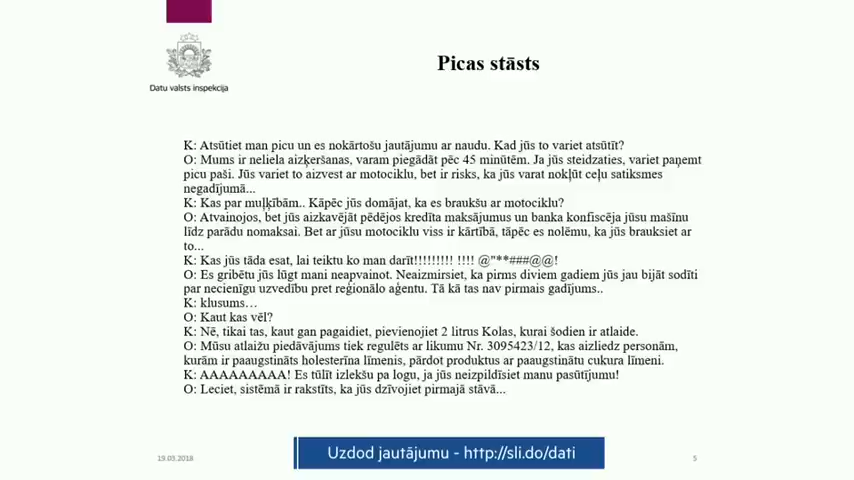 Datu valsts inspekcija
Picas stāsts
K: Atsūtiet man picu un es nokārtošu jautājumu ar naudu. Kad jūs to variet atsūtīt?
O: Mums ir neliela aizķeršanas, varam piegādāt pēc 45 minūtēm. Ja jūs steidzaties, variet paņemt
picu paši. Jūs variet to aizvest ar motociklu, bet ir risks, ka jūs varat nokļūt ceļu satiksmes
negadījumā...
K: Kas par muļķībām.. Kāpēc jūs domājat, ka es braukšu ar motociklu?
O: Atvainojos, bet jūs aizkavējāt pēdējos kredīta maksājumus un banka konfiscēja jūsu mašīnu
līdz parādu nomaksai. Bet ar jūsu motociklu viss ir kārtībā, tāpēc es nolēmu, ka jūs brauksiet ar
to...
K: Kas jūs tāda esat, lai teiktu ko man darīt!!!!!!!!! !!!! @"**###@@!
O: Es gribētu jūs lūgt mani neapvainot. Neaizmirsiet, ka pirms diviem gadiem jūs jau bijāt sodīti
par necienīgu uzvedību pret reģionālo aģentu. Tā kā tas nav pirmais gadījums..
K: klusums…
O: Kaut kas vēl?
K: Nē, tikai tas, kaut gan pagaidiet, pievienojiet 2 litrus Kolas, kurai šodien ir atlaide.
O: Mūsu atlaižu piedāvājums tiek regulēts ar likumu Nr. 3095423/12, kas aizliedz personām,
kurām ir paaugstināts holesterīna līmenis, pārdot produktus ar paaugstinātu cukura līmeni.
K: AAAAAAAAA! Es tūlīt izlekšu pa logu, ja jūs neizpildīsiet manu pasūtījumu!
O: Leciet, sistēmā ir rakstīts, ka jūs dzīvojiet pirmajā stāvā...
19.03.2018
Uzdod jautājumu - http://sli.do/dati
5